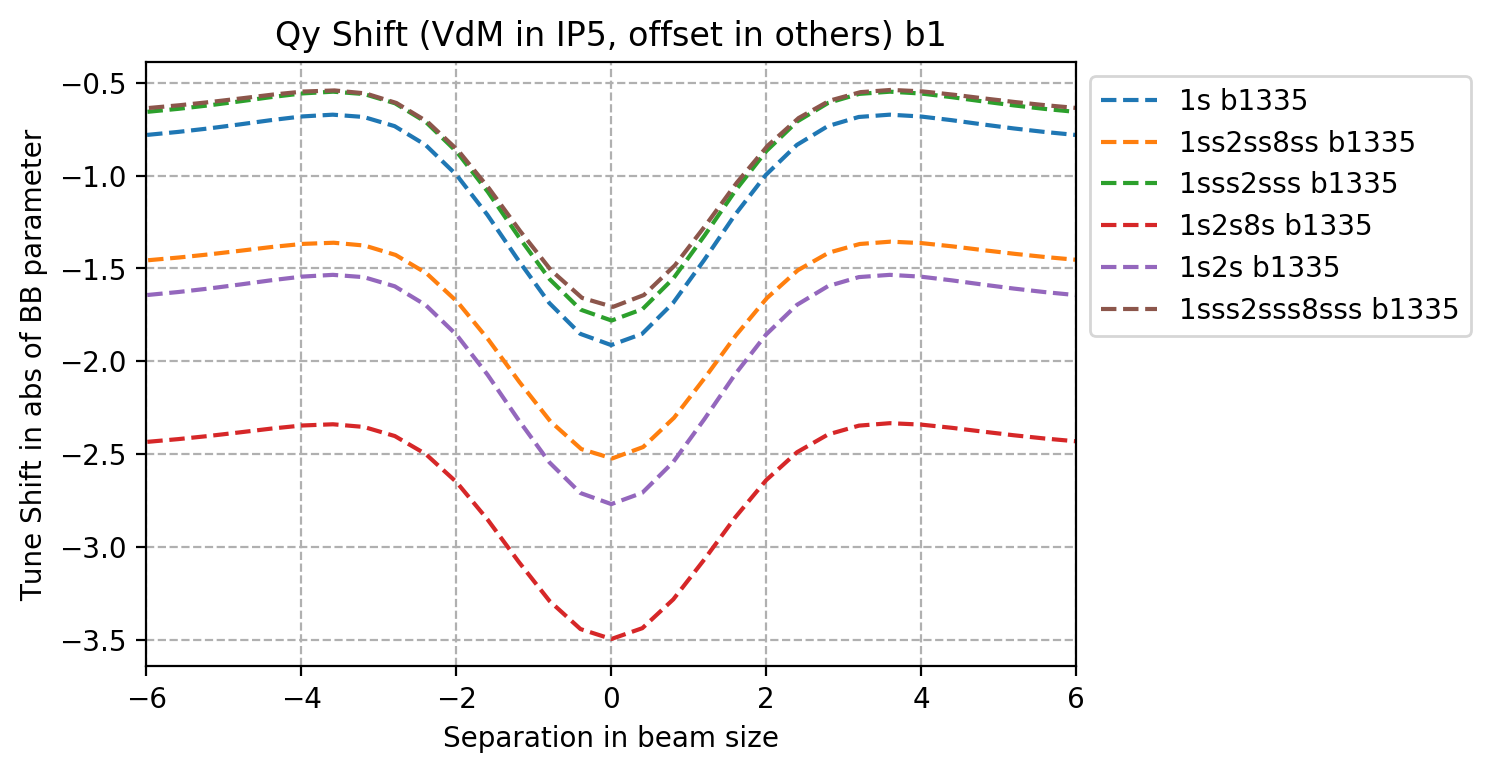 Qy Shift (VdM in IP5, offset in others) b1
Tune Shift in abs of BB parameter
−0.5
−1.0
−1.5
−2.0
−2.5
−3.0
−3.5
−6
−4
−2
0
2
4
6
Separation in beam size
1s b1335
1ss2ss8ss b1335
1sss2sss b1335
1s2s8s b1335
1s2s b1335
1sss2sss8sss b1335